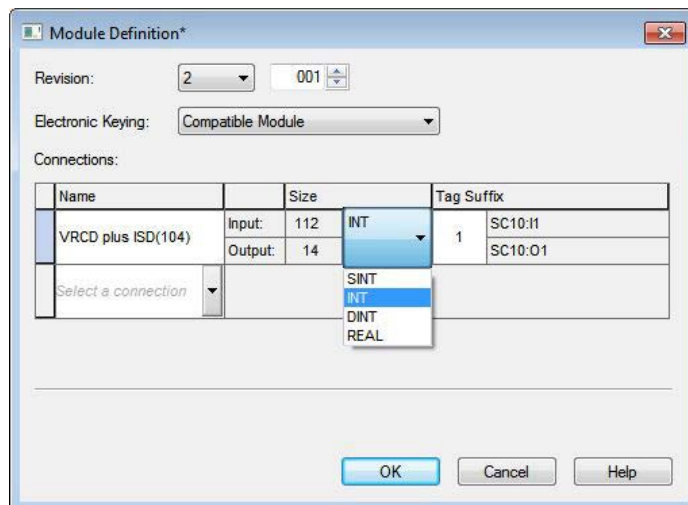 Module Definition*
Revision: 2 001
Electronic Keying: Compatible Module
Connections:
Name Size Tag Suffix
VRCD plus ISD(104) Input: 112 INT 1 SC10:I1
Output: 14 SC10:O1
Select a connection
SINT
INT
DINT
REAL
OK Cancel Help